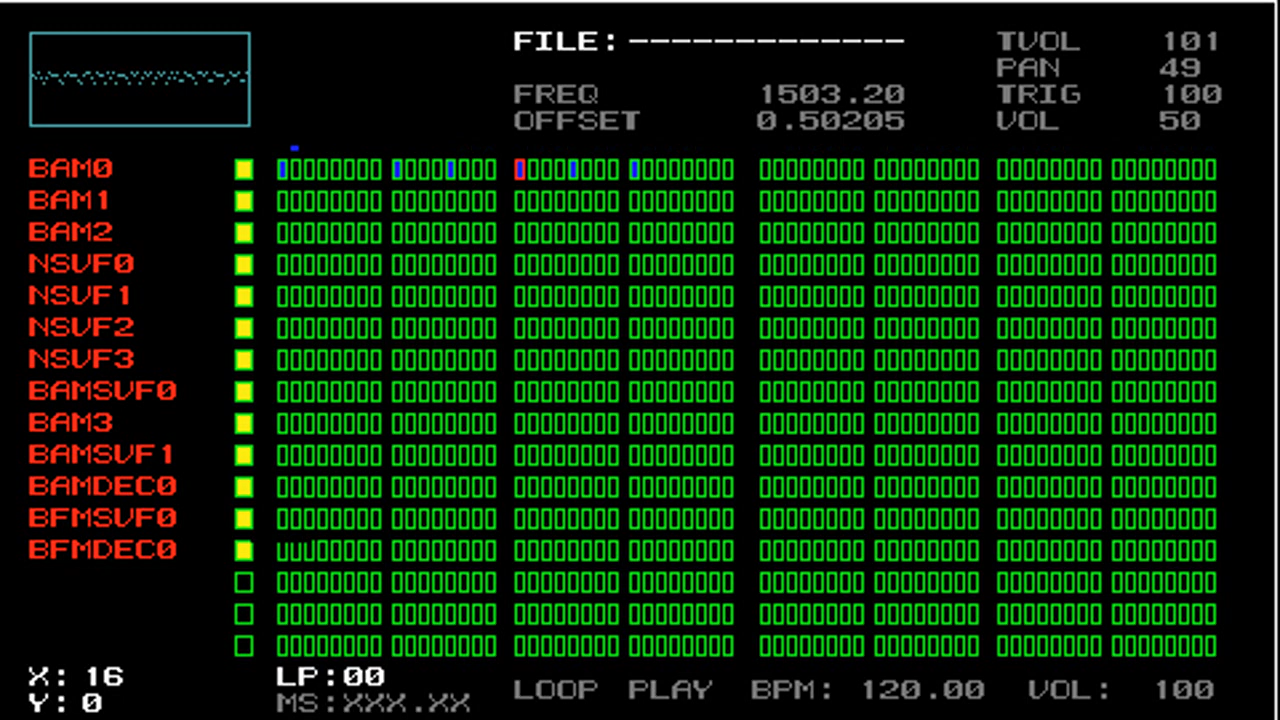 FILE:------------- TVOL 101
PAN 49
FREQ 1503.20 TRIG 100
OFFSET 0.50205 VOL 50
BAM0
BAM1
BAM2
NSVF0
NSVF1
NSVF2
NSVF3
BAMSVF0
BAM3
BAMSVF1
BAMDEC0
BFMSVF0
BFMDEC0
X: 16 LP:00
Y: 0 MS:XXX.XX LOOP PLAY BPM: 120.00 VOL: 100